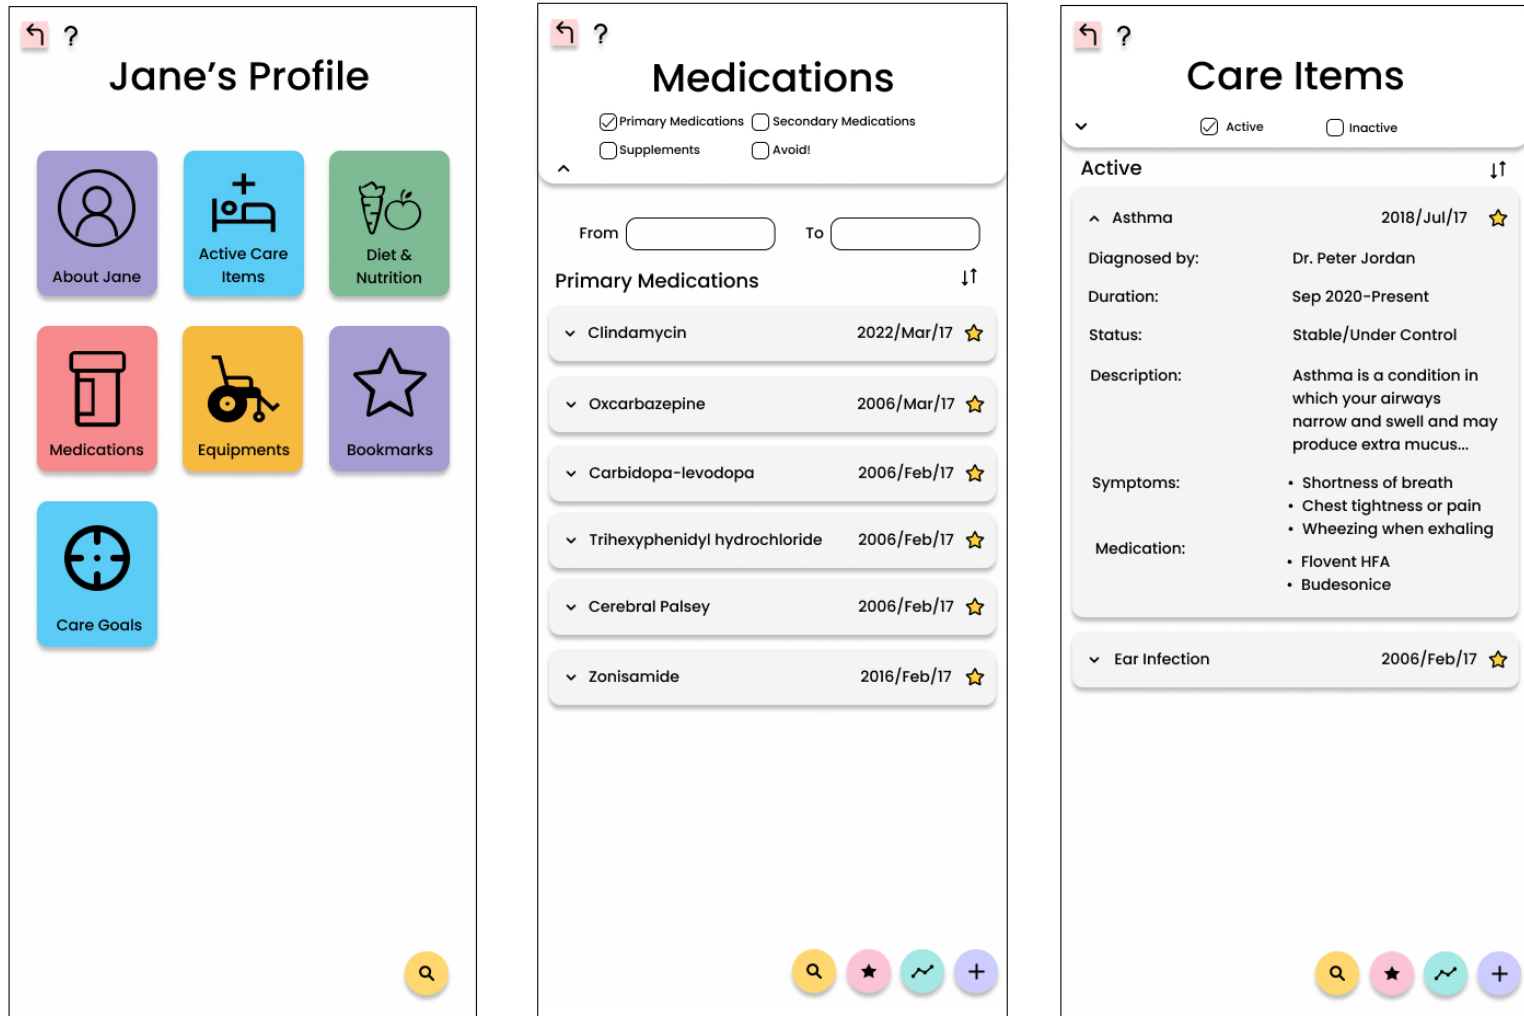 ?
Jane's Profile
About Jane
Active Care
Items
Diet &
Nutrition
Medications
Equipments
Bookmarks
Care Goals
?
Medications
Primary Medications
Secondary Medications
Supplements
Avoid!
From
To
Primary Medications
Clindamycin 2022/Mar/17
Oxcarbazepine 2006/Mar/17
Carbidopa-levodopa 2006/Feb/17
Trihexyphenidyl hydrochloride 2006/Feb/17
Cerebral Palsey 2006/Feb/17
Zonisamide 2016/Feb/17
?
Care Items
Active
Inactive
Active
Asthma 2018/Jul/17
Diagnosed by: Dr. Peter Jordan
Duration: Sep 2020-Present
Status: Stable/Under Control
Description: Asthma is a condition in
which your airways
narrow and swell and may
produce extra mucus...
Symptoms: • Shortness of breath
• Chest tightness or pain
• Wheezing when exhaling
Medication: • Flovent HFA
• Budesonice
Ear Infection 2006/Feb/17